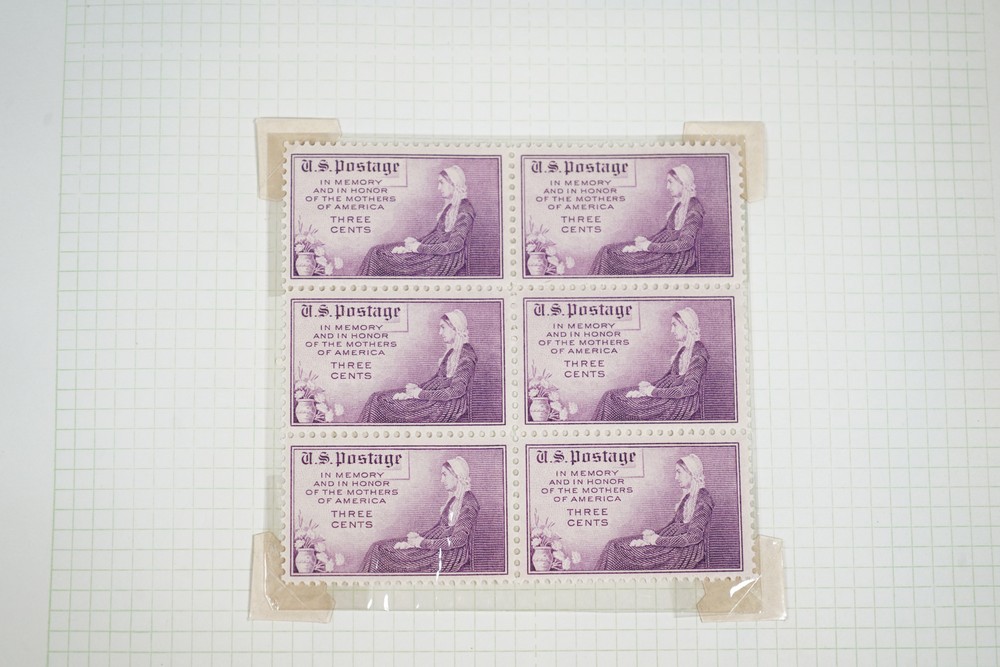 U.S. Postage
IN MEMORY
AND IN HONOR
OF THE MOTHERS
OF AMERICA
THREE
CENTS
U.S. Postage
IN MEMORY
AND IN HONOR
OF THE MOTHERS
OF AMERICA
THREE
CENTS
U.S. Postage
IN MEMORY
AND IN HONOR
OF THE MOTHERS
OF AMERICA
THREE
CENTS
U.S. Postage
IN MEMORY
AND IN HONOR
OF THE MOTHERS
OF AMERICA
THREE
CENTS
U.S. Postage
IN MEMORY
AND IN HONOR
OF THE MOTHERS
OF AMERICA
THREE
CENTS
U.S. Postage
IN MEMORY
AND IN HONOR
OF THE MOTHERS
OF AMERICA
THREE
CENTS